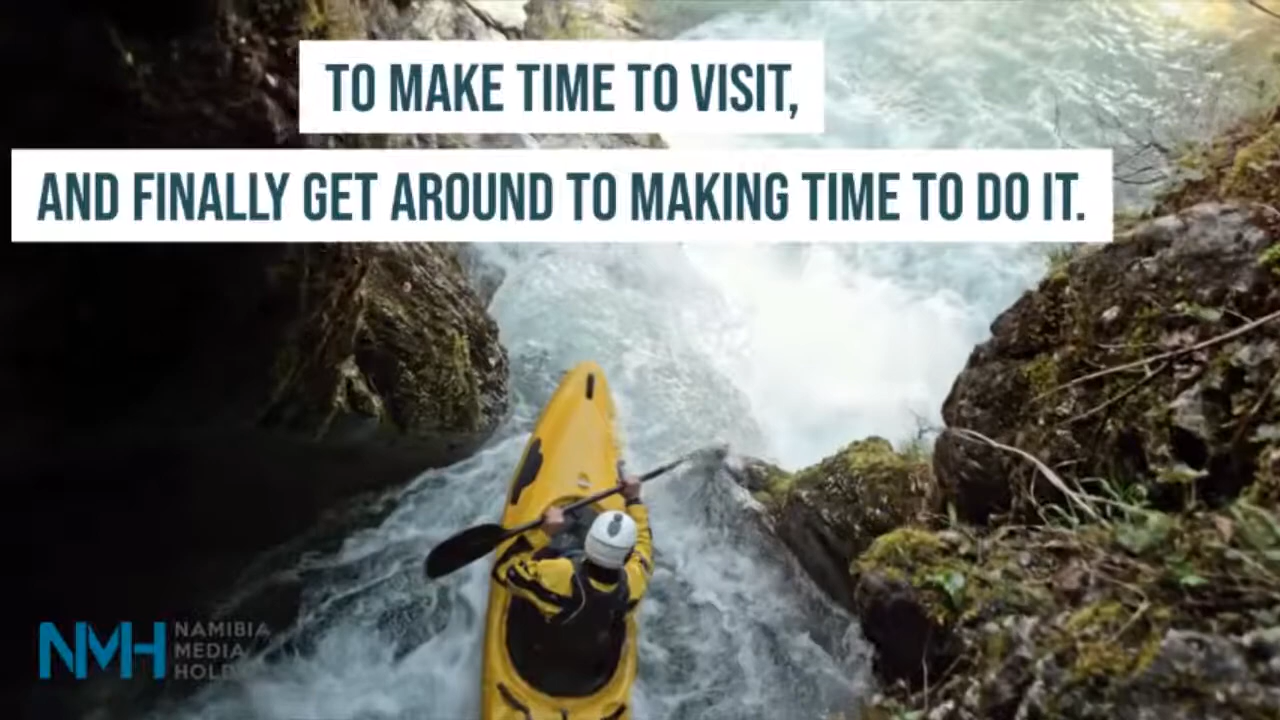 TO MAKE TIME TO VISIT,
AND FINALLY GET AROUND TO MAKING TIME TO DO IT.
NMH
NAMIBIA
MEDIA